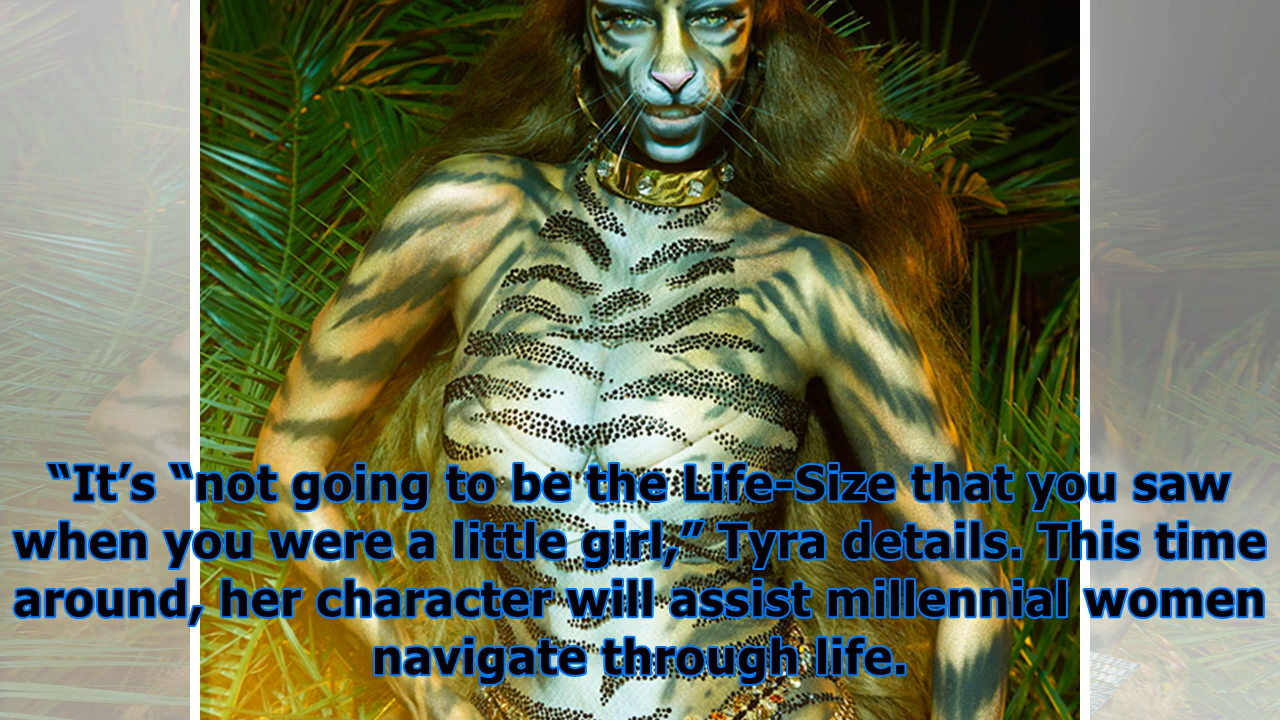 “It’s “not going to be the Life-Size that you saw
when you were a little girl,” Tyra details. This time
around, her character will assist millennial women
navigate through life.